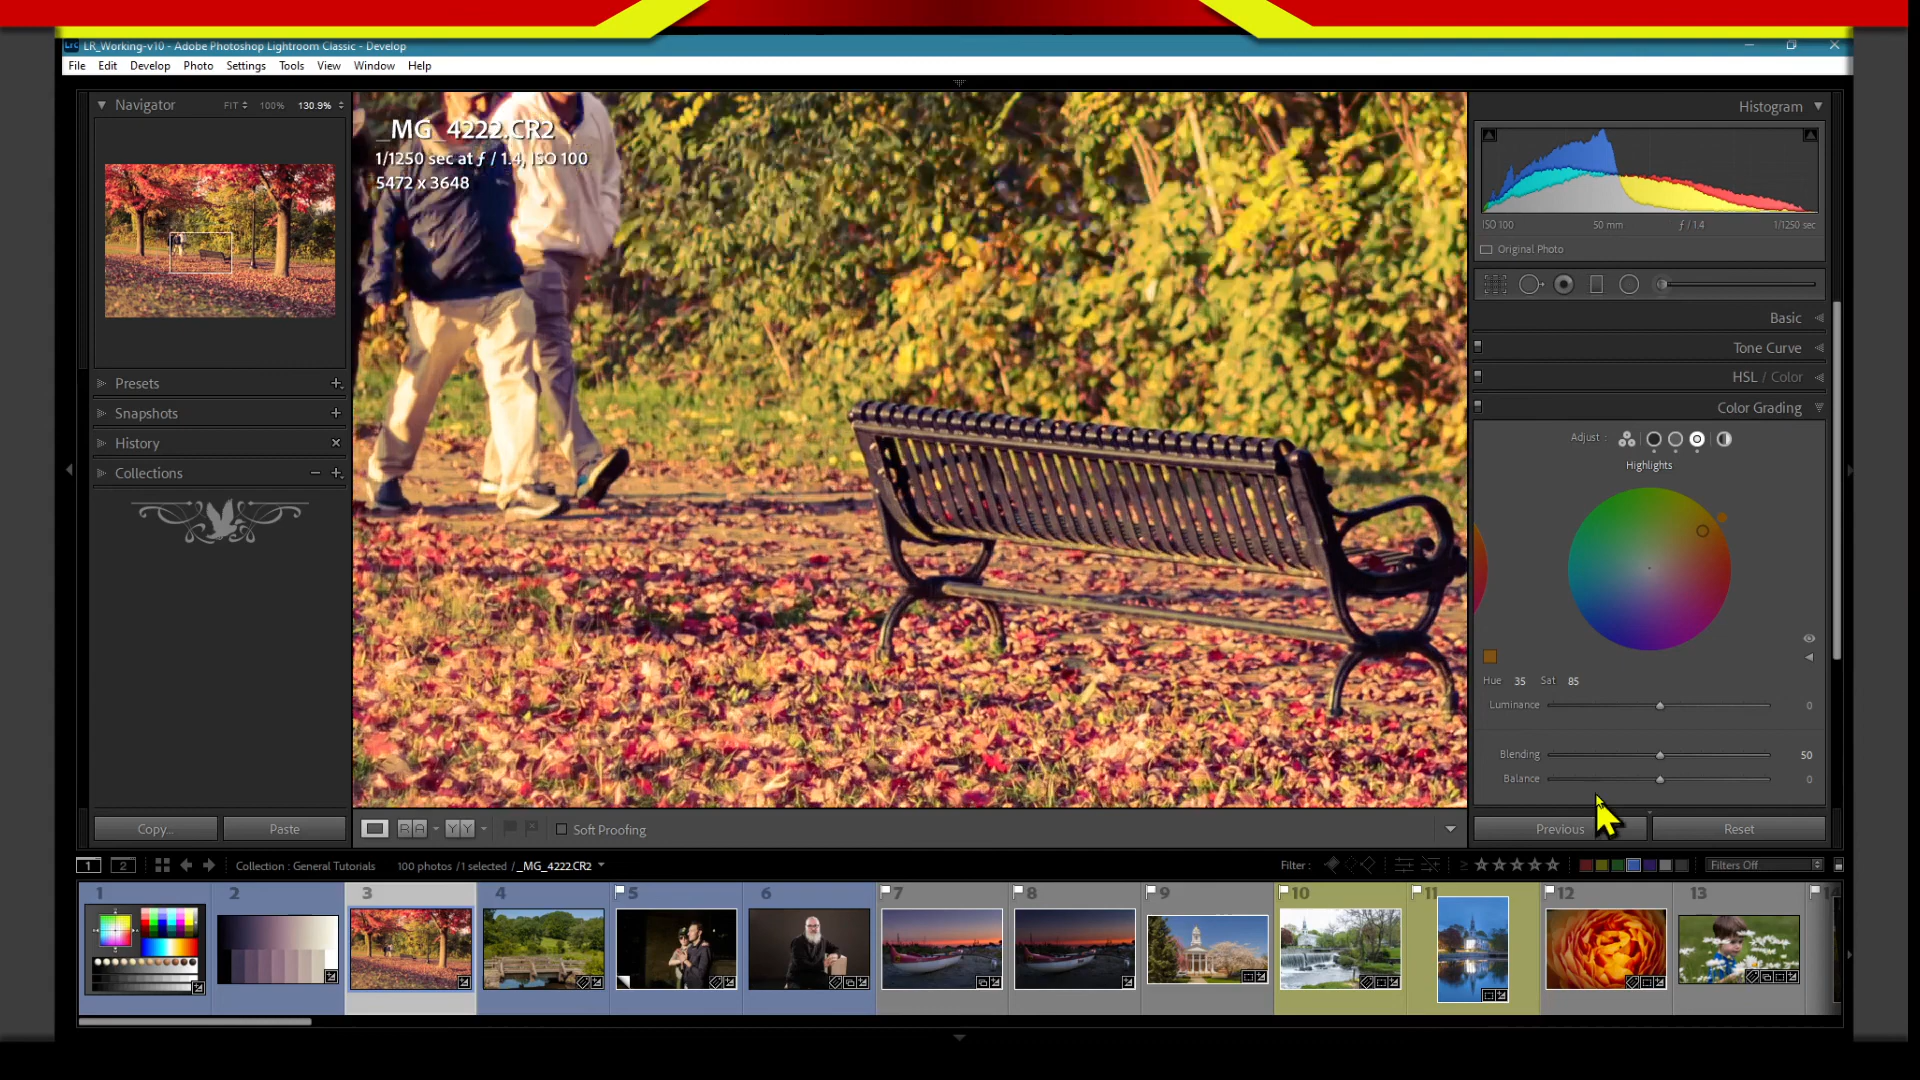 Lrc LR_Working-v10 - Adobe Photoshop Lightroom Classic - Develop
File Edit Develop Photo Settings Tools View Window Help
Navigator FIT 100% 130.9%
Presets
Snapshots
History
Collections
Copy... Paste
_MG_4222.CR2
1/1250 sec at ƒ / 1.4, ISO 100
5472 x 3648
Histogram
ISO 100 50 mm ƒ / 1.4 1/1250 sec
Original Photo
Basic
Tone Curve
HSL / Color
Color Grading
Adjust :
Highlights
Hue 35 Sat 85
Luminance 0
Blending 50
Balance 0
Previous Reset
R A Y Y Soft Proofing
1 2 Collection : General Tutorials 100 photos /1 selected /_MG_4222.CR2 Filter : Filters Off
1 2 3 4 5 6 7 8 9 10 11 12 13